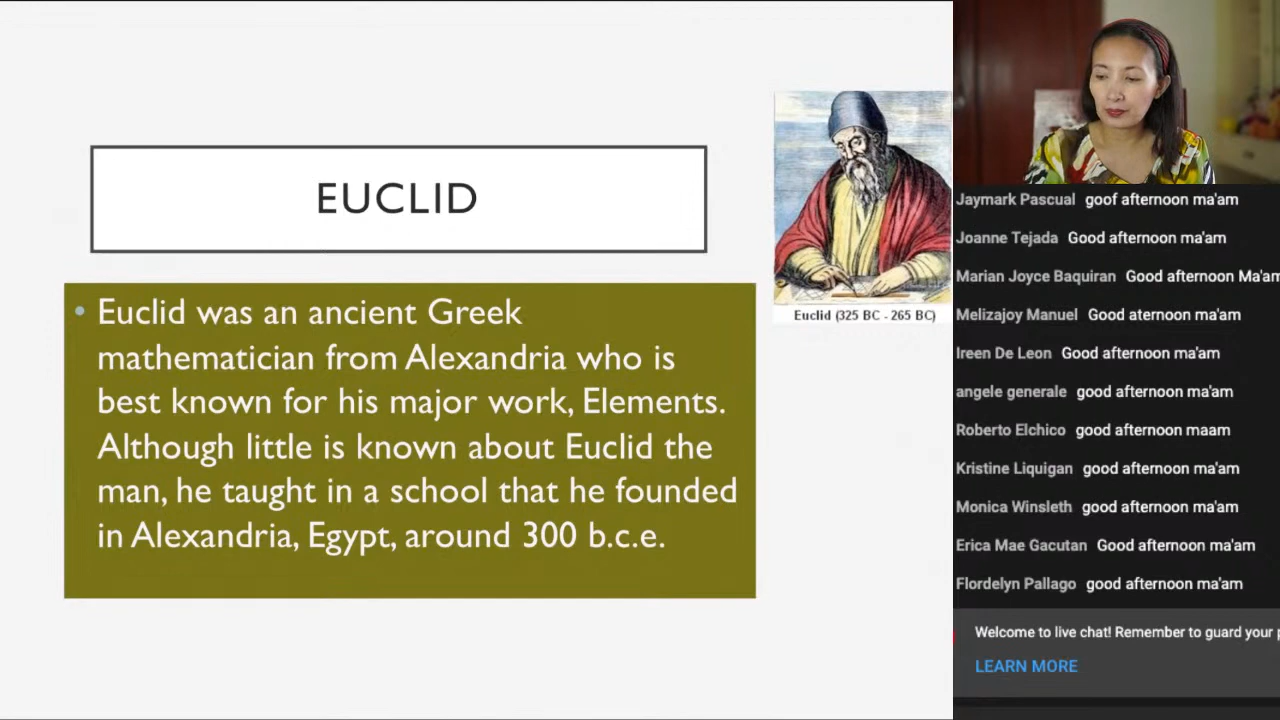 EUCLID
• Euclid was an ancient Greek
mathematician from Alexandria who is
best known for his major work, Elements.
Although little is known about Euclid the
man, he taught in a school that he founded
in Alexandria, Egypt, around 300 b.c.e.
Euclid (325 BC - 265 BC)
Jaymark Pascual goof afternoon ma'am
Joanne Tejada Good afternoon ma'am
Marian Joyce Baquiran Good afternoon Ma'am
Melizajoy Manuel Good aternoon ma'am
Ireen De Leon Good afternoon ma'am
angele generale good afternoon ma'am
Roberto Elchico good afternoon maam
Kristine Liquigan good afternoon ma'am
Monica Winsleth good afternoon ma'am
Erica Mae Gacutan Good afternoon ma'am
Flordelyn Pallago good afternoon ma'am
Welcome to live chat! Remember to guard your
LEARN MORE